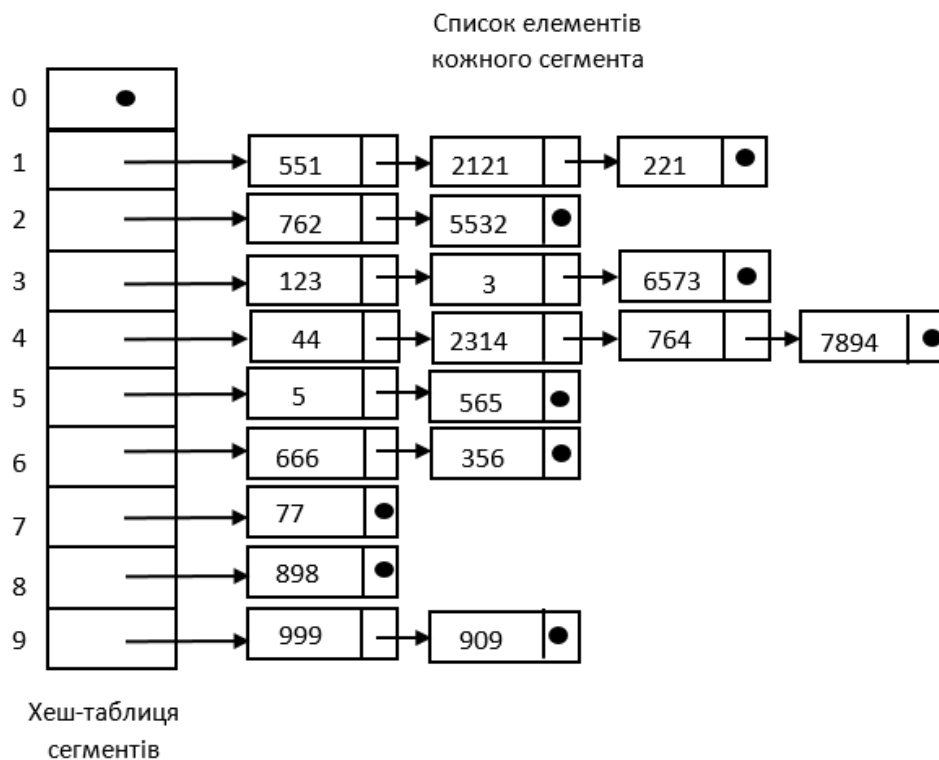 Список елементів
кожного сегмента
0
1 551 2121 221
2 762 5532
3 123 3 6573
4 44 2314 764 7894
5 5 565
6 666 356
7 77
8 898
9 999 909
Хеш-таблиця
сегментів